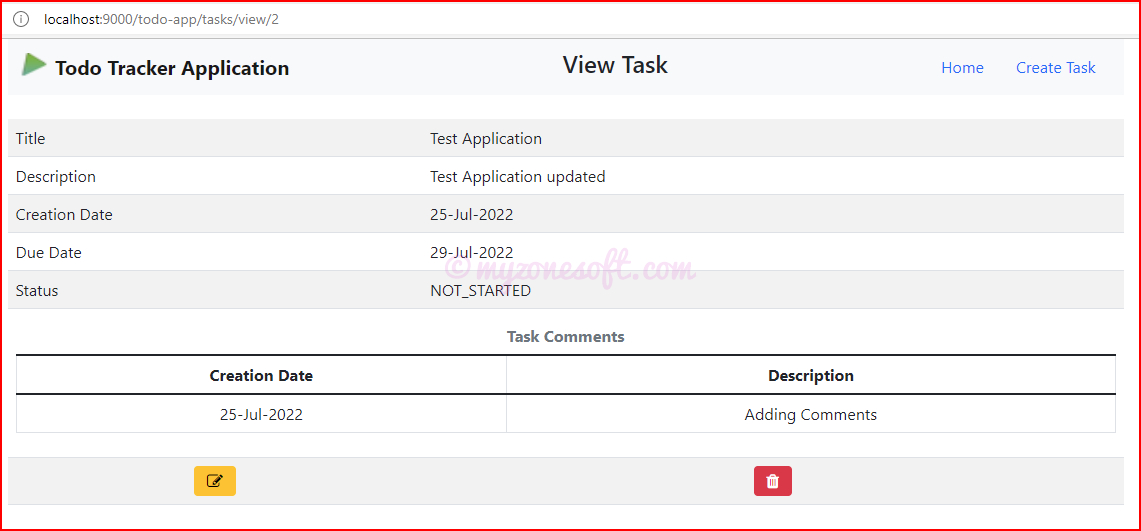 localhost:9000/todo-app/tasks/view/2
Todo Tracker Application View Task Home Create Task
Title Test Application
Description Test Application updated
Creation Date 25-Jul-2022
Due Date 29-Jul-2022
© myzonesoft.com
Status NOT_STARTED
Task Comments
Creation Date Description
25-Jul-2022 Adding Comments